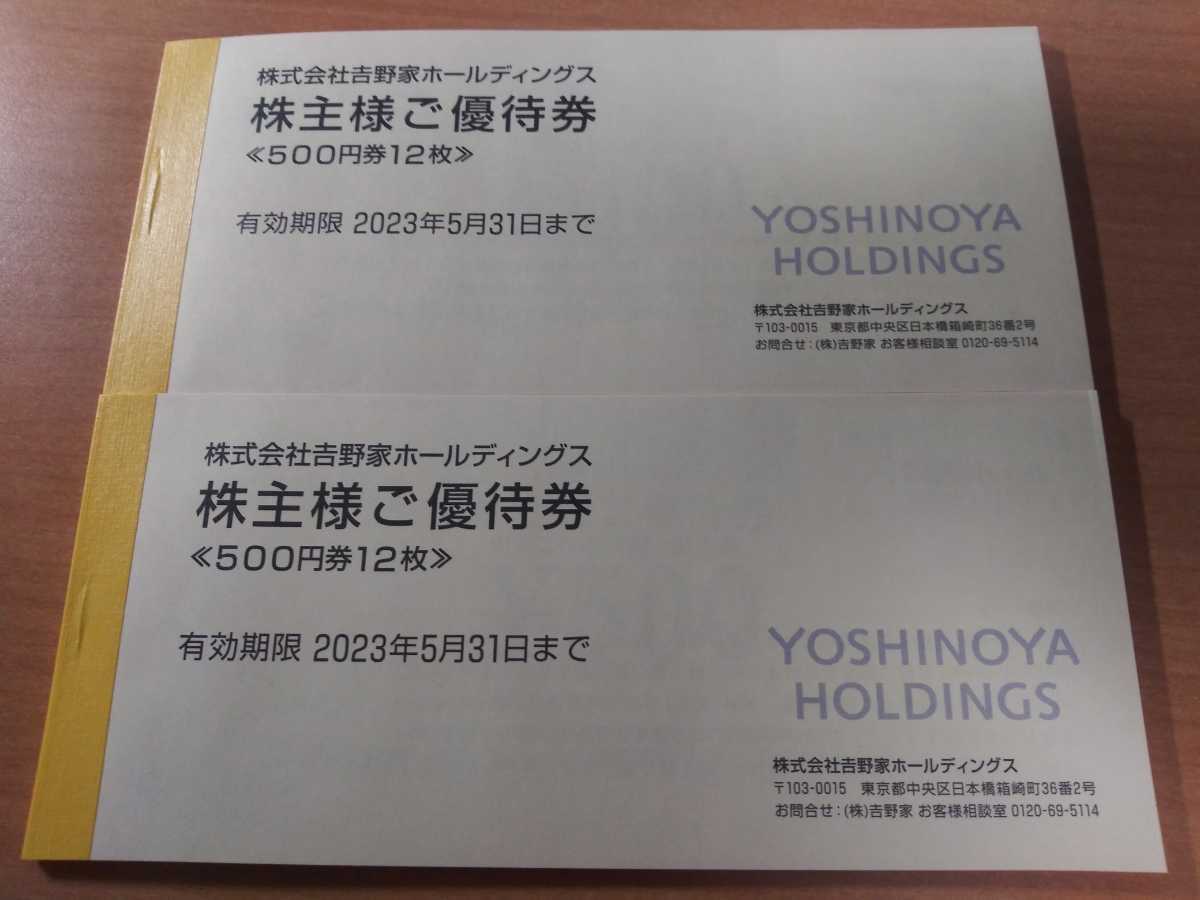 株式会社𠮷野家ホールディングス
株主様ご優待券
≪500円券12枚≫
有効期限 2023年5月31日まで
YOSHINOYA
HOLDINGS
株式会社𠮷野家ホールディングス
〒103-0015 東京都中央区日本橋箱崎町36番2号
お問合せ：(株)𠮷野家 お客様相談室 0120-69-5114
株式会社𠮷野家ホールディングス
株主様ご優待券
≪500円券12枚≫
有効期限 2023年5月31日まで
YOSHINOYA
HOLDINGS
株式会社𠮷野家ホールディングス
〒103-0015 東京都中央区日本橋箱崎町36番2号
お問合せ：(株)𠮷野家 お客様相談室 0120-69-5114